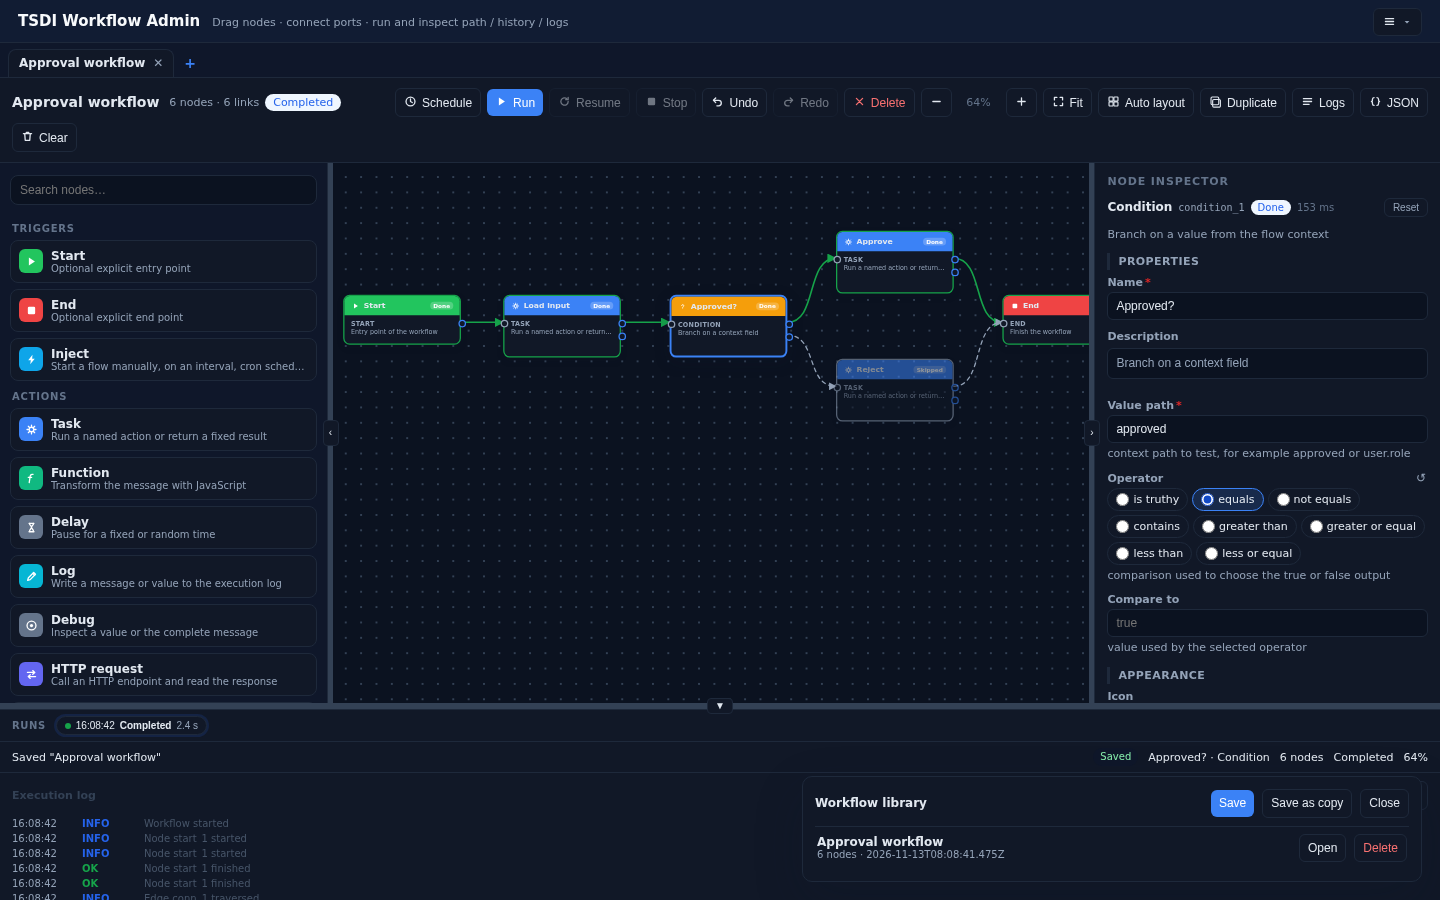 TSDI Workflow Admin
Drag nodes · connect ports · run and inspect path / history / logs
Approval workflow ✕ +
Approval workflow
6 nodes · 6 links
Completed
Schedule
Run
Resume
Stop
Undo
Redo
Delete
64%
Fit
Auto layout
Duplicate
Logs
JSON
Clear
Search nodes…
TRIGGERS
Start
Optional explicit entry point
End
Optional explicit end point
Inject
Start a flow manually, on an interval, cron sched…
ACTIONS
Task
Run a named action or return a fixed result
Function
Transform the message with JavaScript
Delay
Pause for a fixed or random time
Log
Write a message or value to the execution log
Debug
Inspect a value or the complete message
HTTP request
Call an HTTP endpoint and read the response
Start Done
START
Entry point of the workflow
Load input Done
TASK
Run a named action or return…
Approved? Done
CONDITION
Branch on a context field
Approve Done
TASK
Run a named action or return…
Reject Skipped
TASK
Run a named action or return…
End
END
Finish the workflow
NODE INSPECTOR
Condition condition_1 Done 153 ms Reset
Branch on a value from the flow context
PROPERTIES
Name *
Approved?
Description
Branch on a context field
Value path *
approved
context path to test, for example approved or user.role
Operator
is truthy equals not equals
contains greater than greater or equal
less than less or equal
comparison used to choose the true or false output
Compare to
true
value used by the selected operator
APPEARANCE
Icon
RUNS 16:08:42 Completed 2.4 s
Saved "Approval workflow"
Saved Approved? · Condition 6 nodes Completed 64%
Execution log
16:08:42 INFO Workflow started
16:08:42 INFO Node start_1 started
16:08:42 INFO Node start_1 started
16:08:42 OK Node start_1 finished
16:08:42 OK Node start_1 finished
16:08:42 INFO Edge conn_1 traversed
Workflow library
Save
Save as copy
Close
Approval workflow
6 nodes · 2026-11-13T08:08:41.475Z
Open
Delete